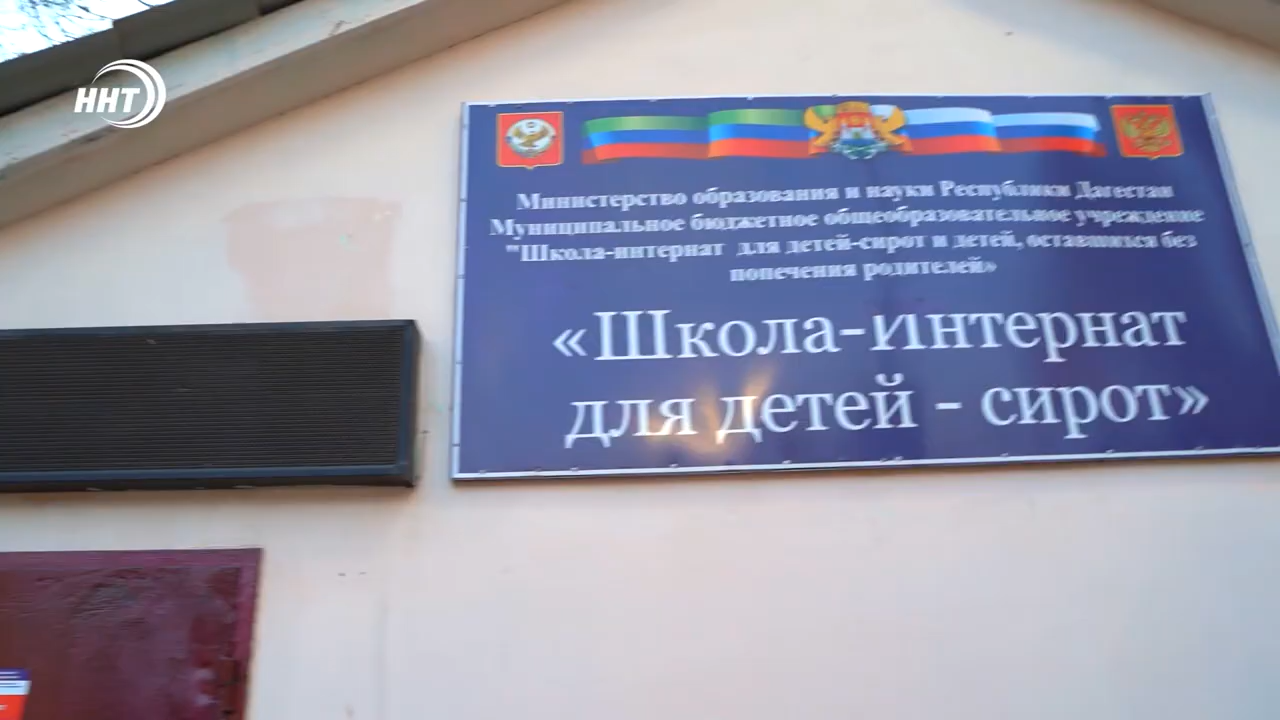 ННТ
Министерство образования и науки Республики Дагестан
Муниципальное бюджетное общеобразовательное учреждение
"Школа-интернат для детей-сирот и детей, оставшихся без
попечения родителей»
«Школа-интернат
для детей - сирот»